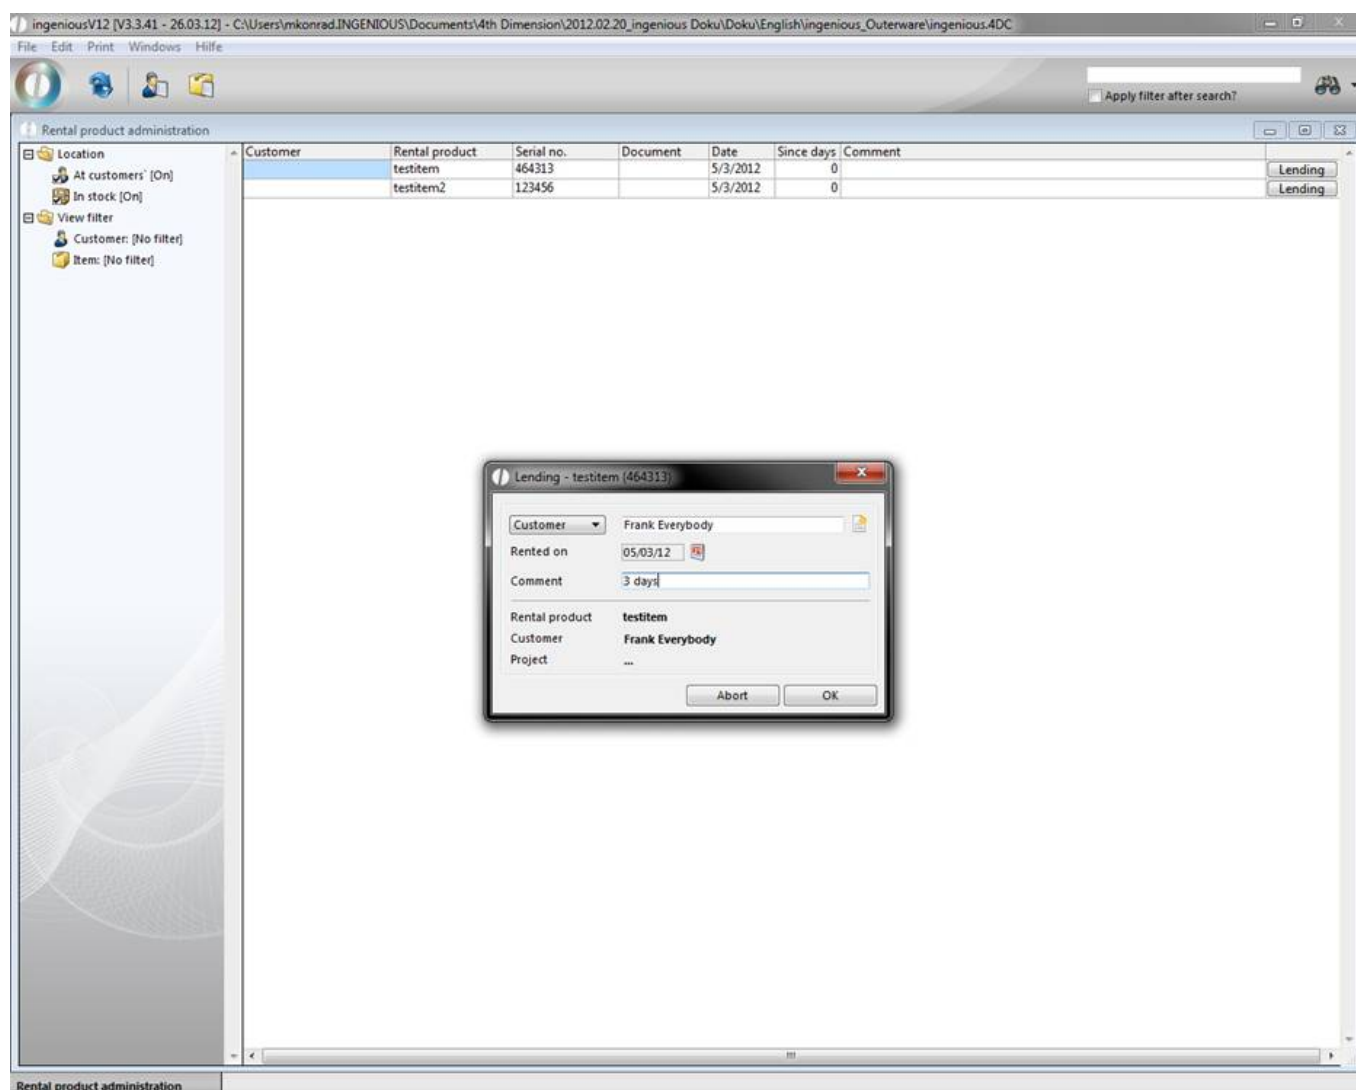 ingeniousV12 [V3.3.41 - 26.03.12] - C:\Users\mkonrad.INGENIOUS\Documents\4th Dimension\2012.02.20_ingenious Doku\Doku\English\ingenious_Outerware\ingenious.4DC
File Edit Print Windows Hilfe
Apply filter after search?
Rental product administration
Location
At customers` [On]
In stock [On]
View filter
Customer: [No filter]
Item: [No filter]
Customer Rental product Serial no. Document Date Since days Comment
testitem 464313 5/3/2012 0 Lending
testitem2 123456 5/3/2012 0 Lending
Lending - testitem (464313)
Customer Frank Everybody
Rented on 05/03/12
Comment 3 days
Rental product testitem
Customer Frank Everybody
Project ...
Abort OK
Rental product administration